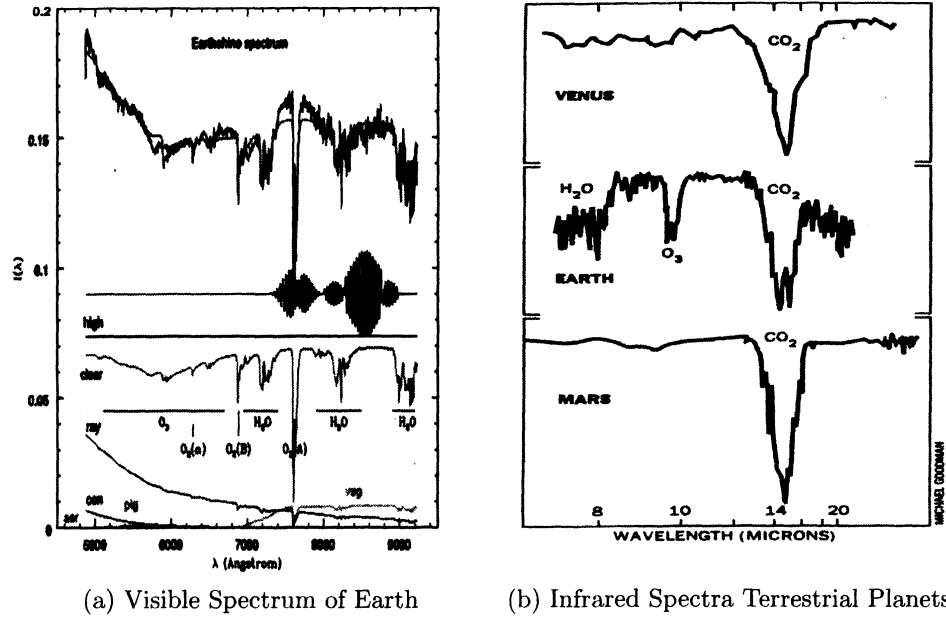 0.2
Earthshine spectrum
0.15
0.1
I(λ)
high
clear
0.05
O₃
H₂O
H₂O
H₂O
ray
O₂(a)
O₂(B)
O₂(A)
con
pig
veg
0
5000
6000
7000
8000
9000
λ (Angstrom)
(a) Visible Spectrum of Earth
CO₂
VENUS
H₂O
CO₂
O₃
EARTH
CO₂
MARS
8
10
14
20
WAVELENGTH (MICRONS)
MICHAEL GOODMAN
(b) Infrared Spectra Terrestrial Planets